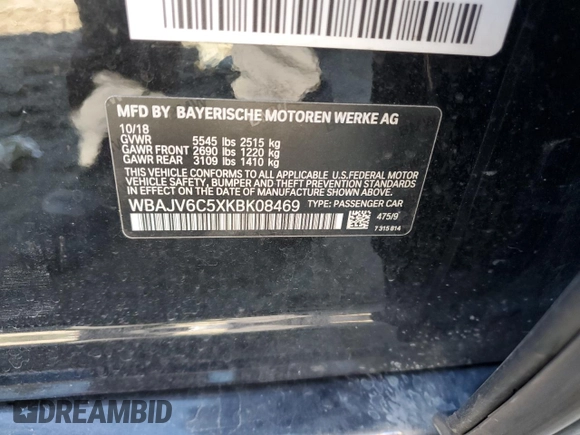 MFD BY BAYERISCHE MOTOREN WERKE AG
10/18
GVWR 5545 lbs 2515 kg
GAWR FRONT 2690 lbs 1220 kg
GAWR REAR 3109 lbs 1410 kg
THIS VEHICLE CONFORMS TO ALL APPLICABLE U.S.FEDERAL MOTOR
VEHICLE SAFETY, BUMPER AND THEFT PREVENTION STANDARDS
IN EFFECT ON THE DATE OF MANUFACTURE SHOWN ABOVE.
WBAJV6C5XKBK08469 TYPE: PASSENGER CAR
475/9
7 315 814
DREAMBID